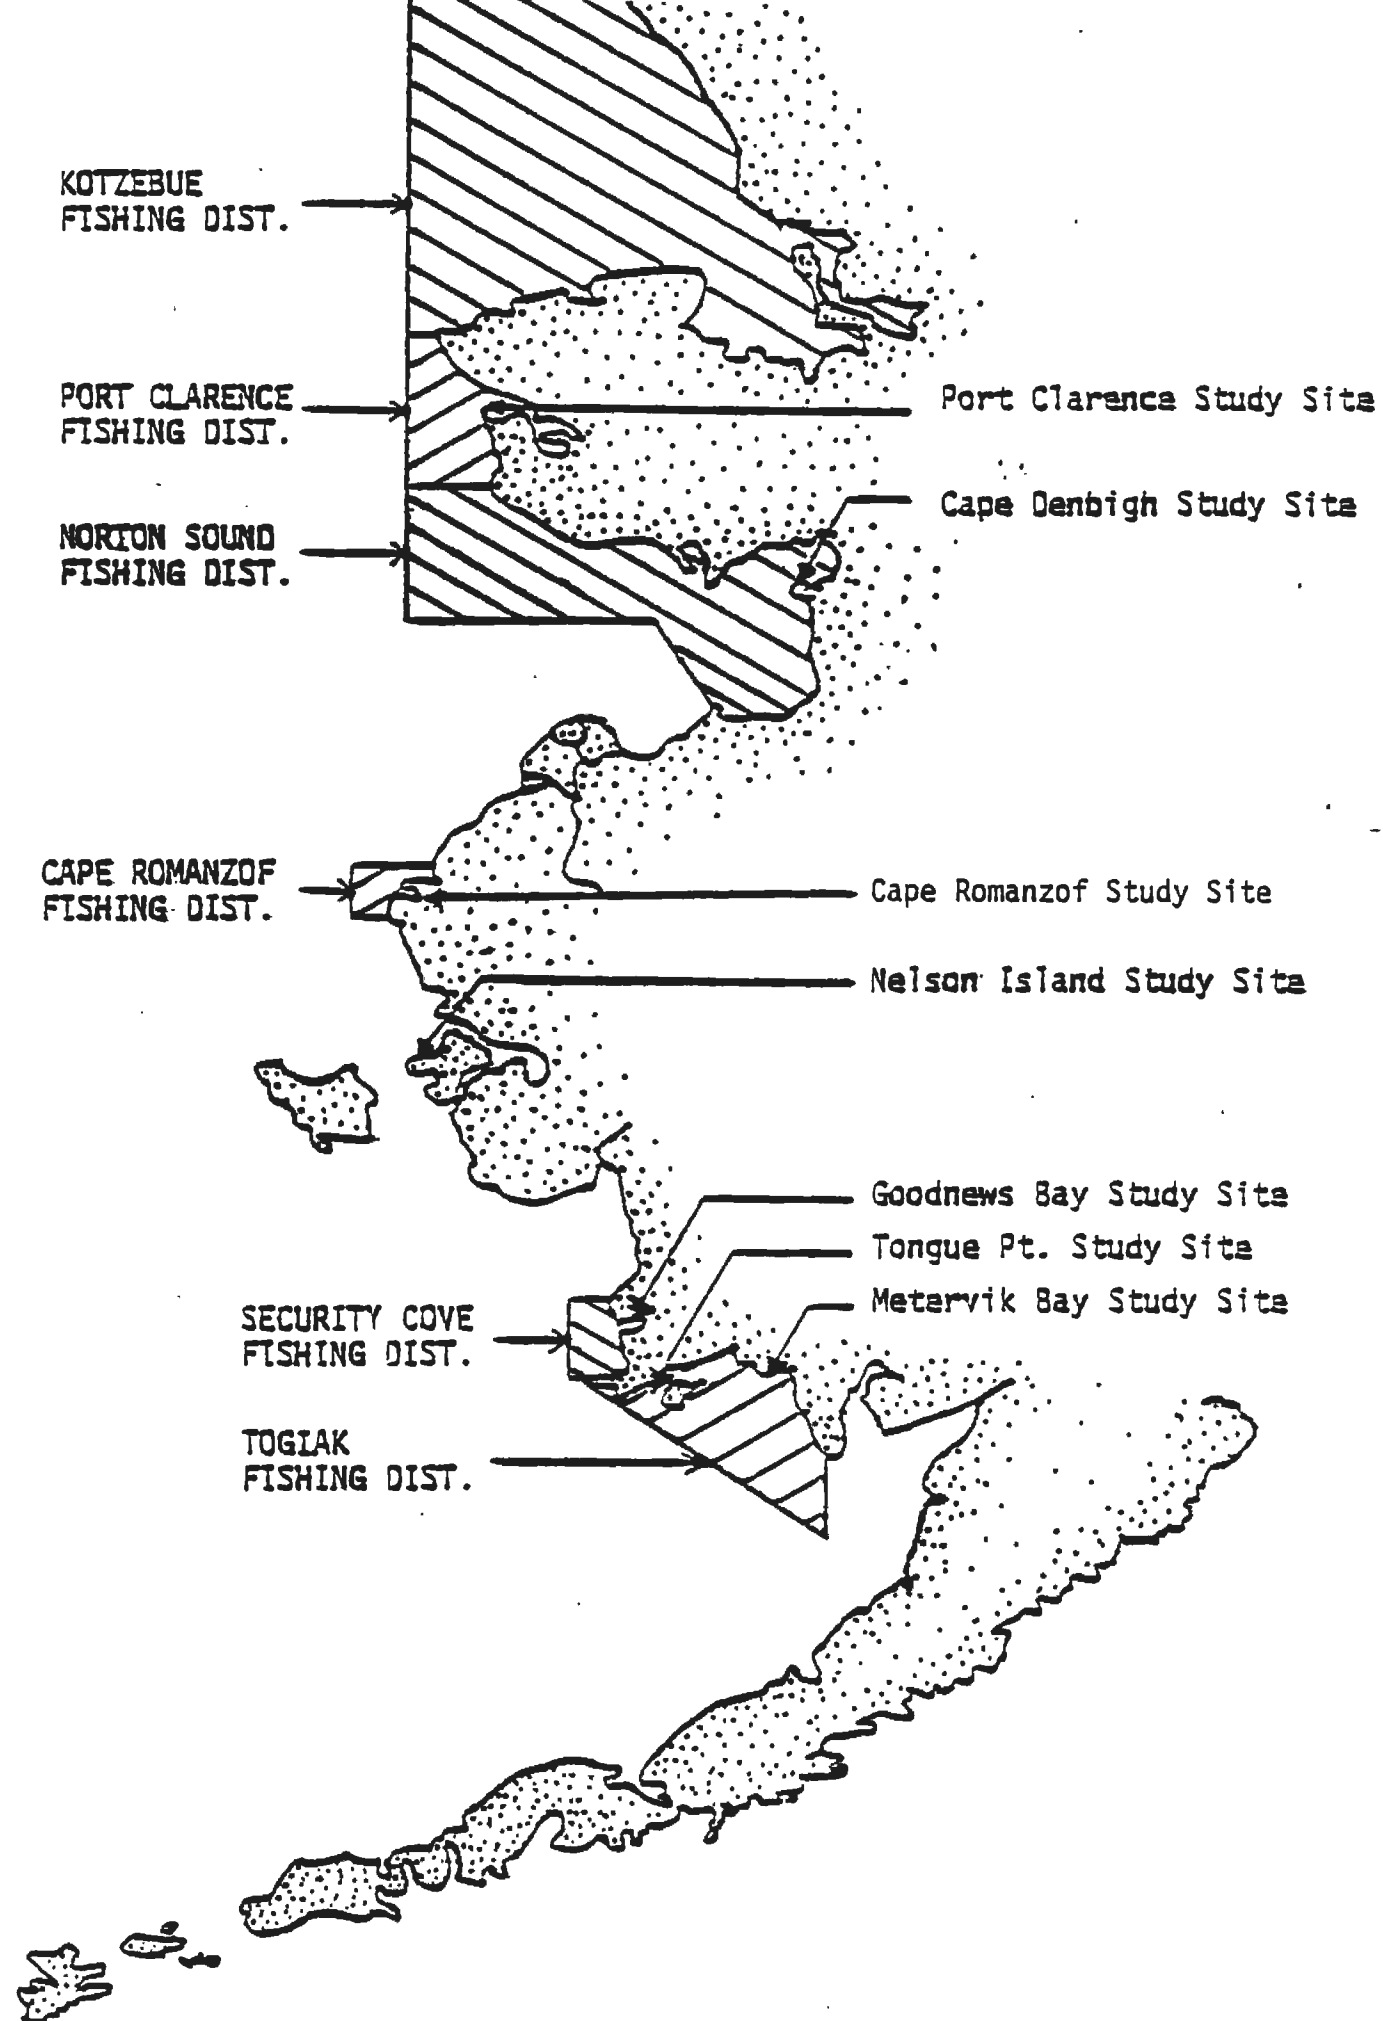 KOTZEBUE
FISHING DIST.
PORT CLARENCE
FISHING DIST.
Port Clarence Study Site
Cape Denbigh Study Site
NORTON SOUND
FISHING DIST.
CAPE ROMANZOF
FISHING DIST.
Cape Romanzof Study Site
Nelson Island Study Site
Goodnews Bay Study Site
Tongue Pt. Study Site
Metervik Bay Study Site
SECURITY COVE
FISHING DIST.
TOGIAK
FISHING DIST.